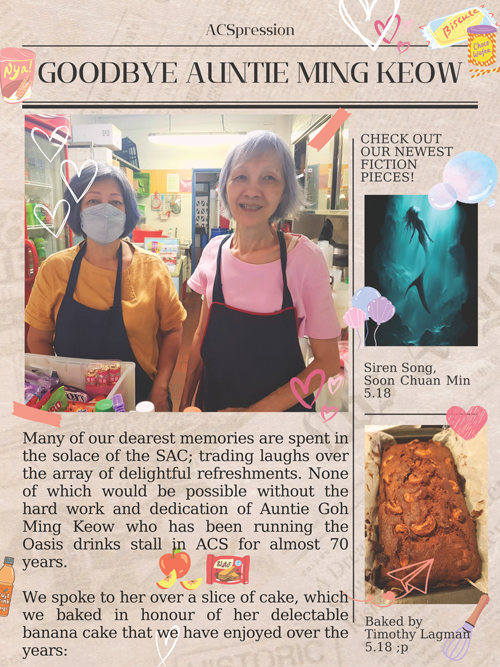 ACSpression
GOODBYE AUNTIE MING KEOW
Nya!
Biscuts
Choco
Wafer
CHECK OUT
OUR NEWEST
FICTION
PIECES!
Siren Song,
Soon Chuan Min
5.18
Many of our dearest memories are spent in
the solace of the SAC; trading laughs over
the array of delightful refreshments. None
of which would be possible without the
hard work and dedication of Auntie Goh
Ming Keow who has been running the
Oasis drinks stall in ACS for almost 70
years.
We spoke to her over a slice of cake, which
we baked in honour of her delectable
banana cake that we have enjoyed over the
years:
Baked by
Timothy Lagman
5.18 ;p